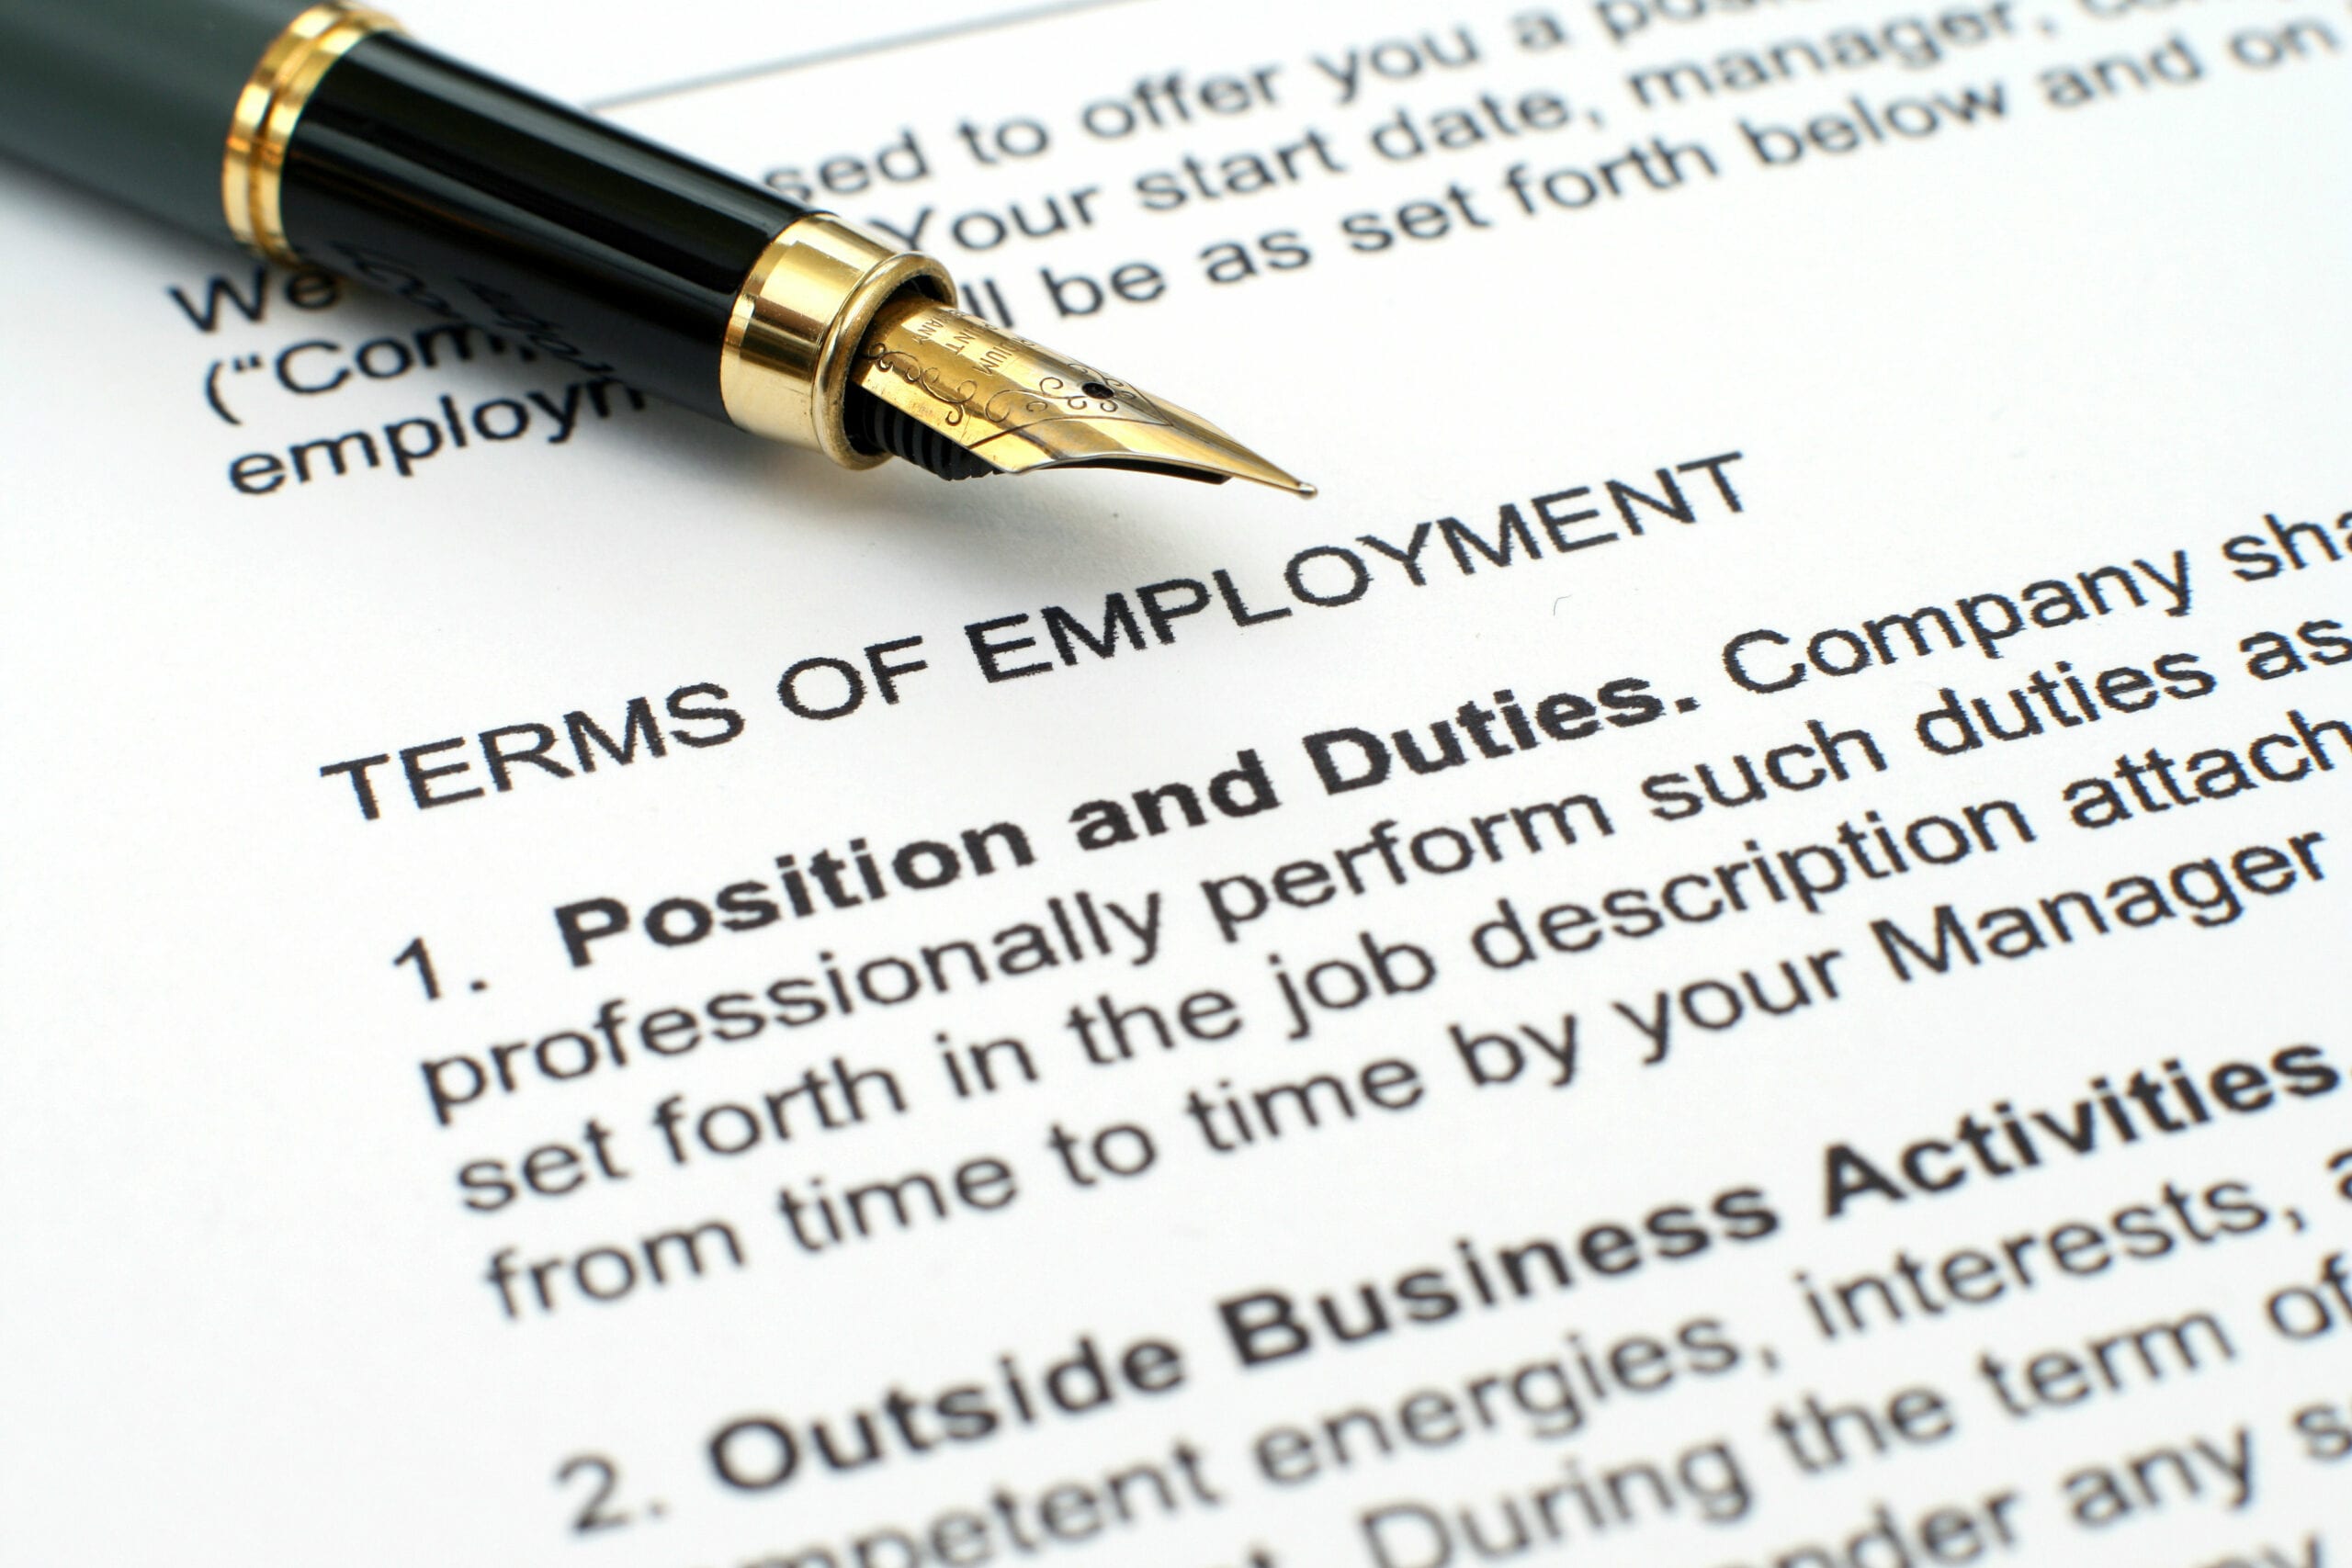 We sed to offer you a
("Com Your start date, manager,
employm ll be as set forth below and on
TERMS OF EMPLOYMENT
1. Position and Duties. Company sha
professionally perform such duties as
set forth in the job description attach
from time to time by your Manager
2. Outside Business Activities.
mpetent energies, interests, a
During the term of
nder any s